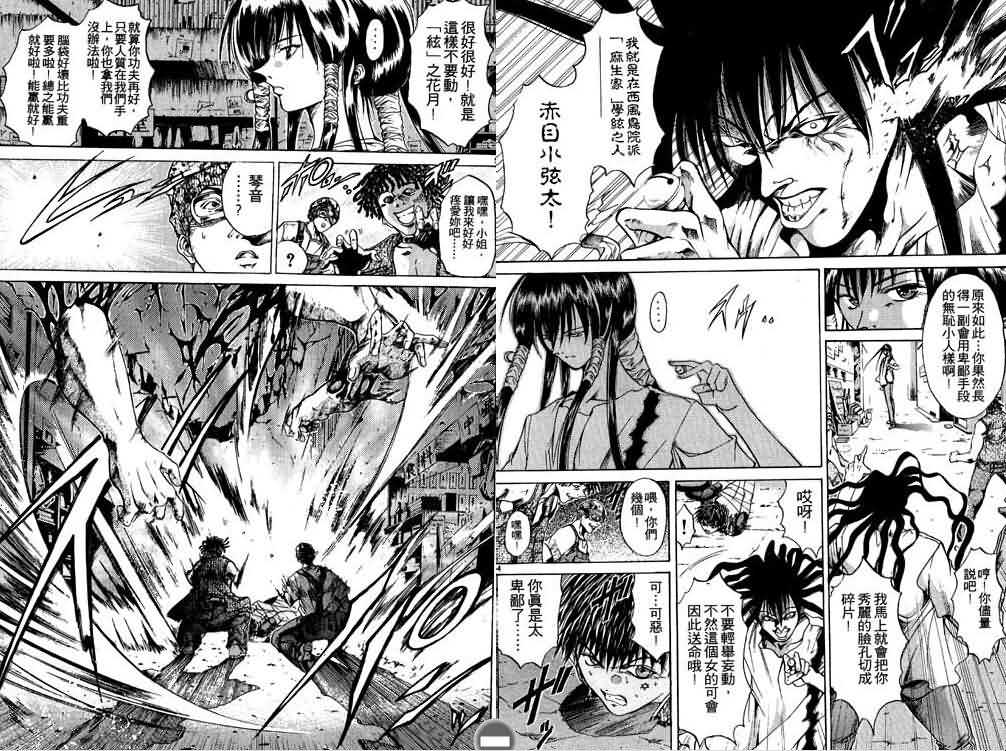 我就是在西風鳥院派
「麻生家」學絃之人
赤目小弦太！
原來如此…你果然長
得一副會用卑鄙手段
的無恥小人樣啊！
哼！你儘量
說吧！
我馬上就會把你
秀麗的臉孔切成
碎片
…
哎呀
！
不要輕舉妄動，
不然這個女的可會
因此送命哦！
喂，你們
幾個！
嘿嘿！
可…可惡！
你真是太
卑鄙了……
很好很好！就是
這樣不要動，
「絃」之花月！
…
就算你功夫再好，
只要人質在我們手
上，你也拿我們
沒辦法啦！
腦袋好壞比功夫重
要多啦！總之能贏
就好啦！能贏就好！
嘿嘿，小姐，
讓我來好好
疼愛妳吧……
？
琴音
……？